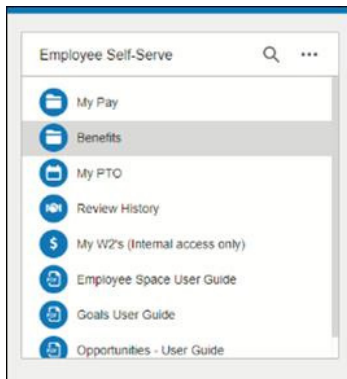 Employee Self-Serve
My Pay
Benefits
My PTO
Review History
My W2's (Internal access only)
Employee Space User Guide
Goals User Guide
Opportunities - User Guide